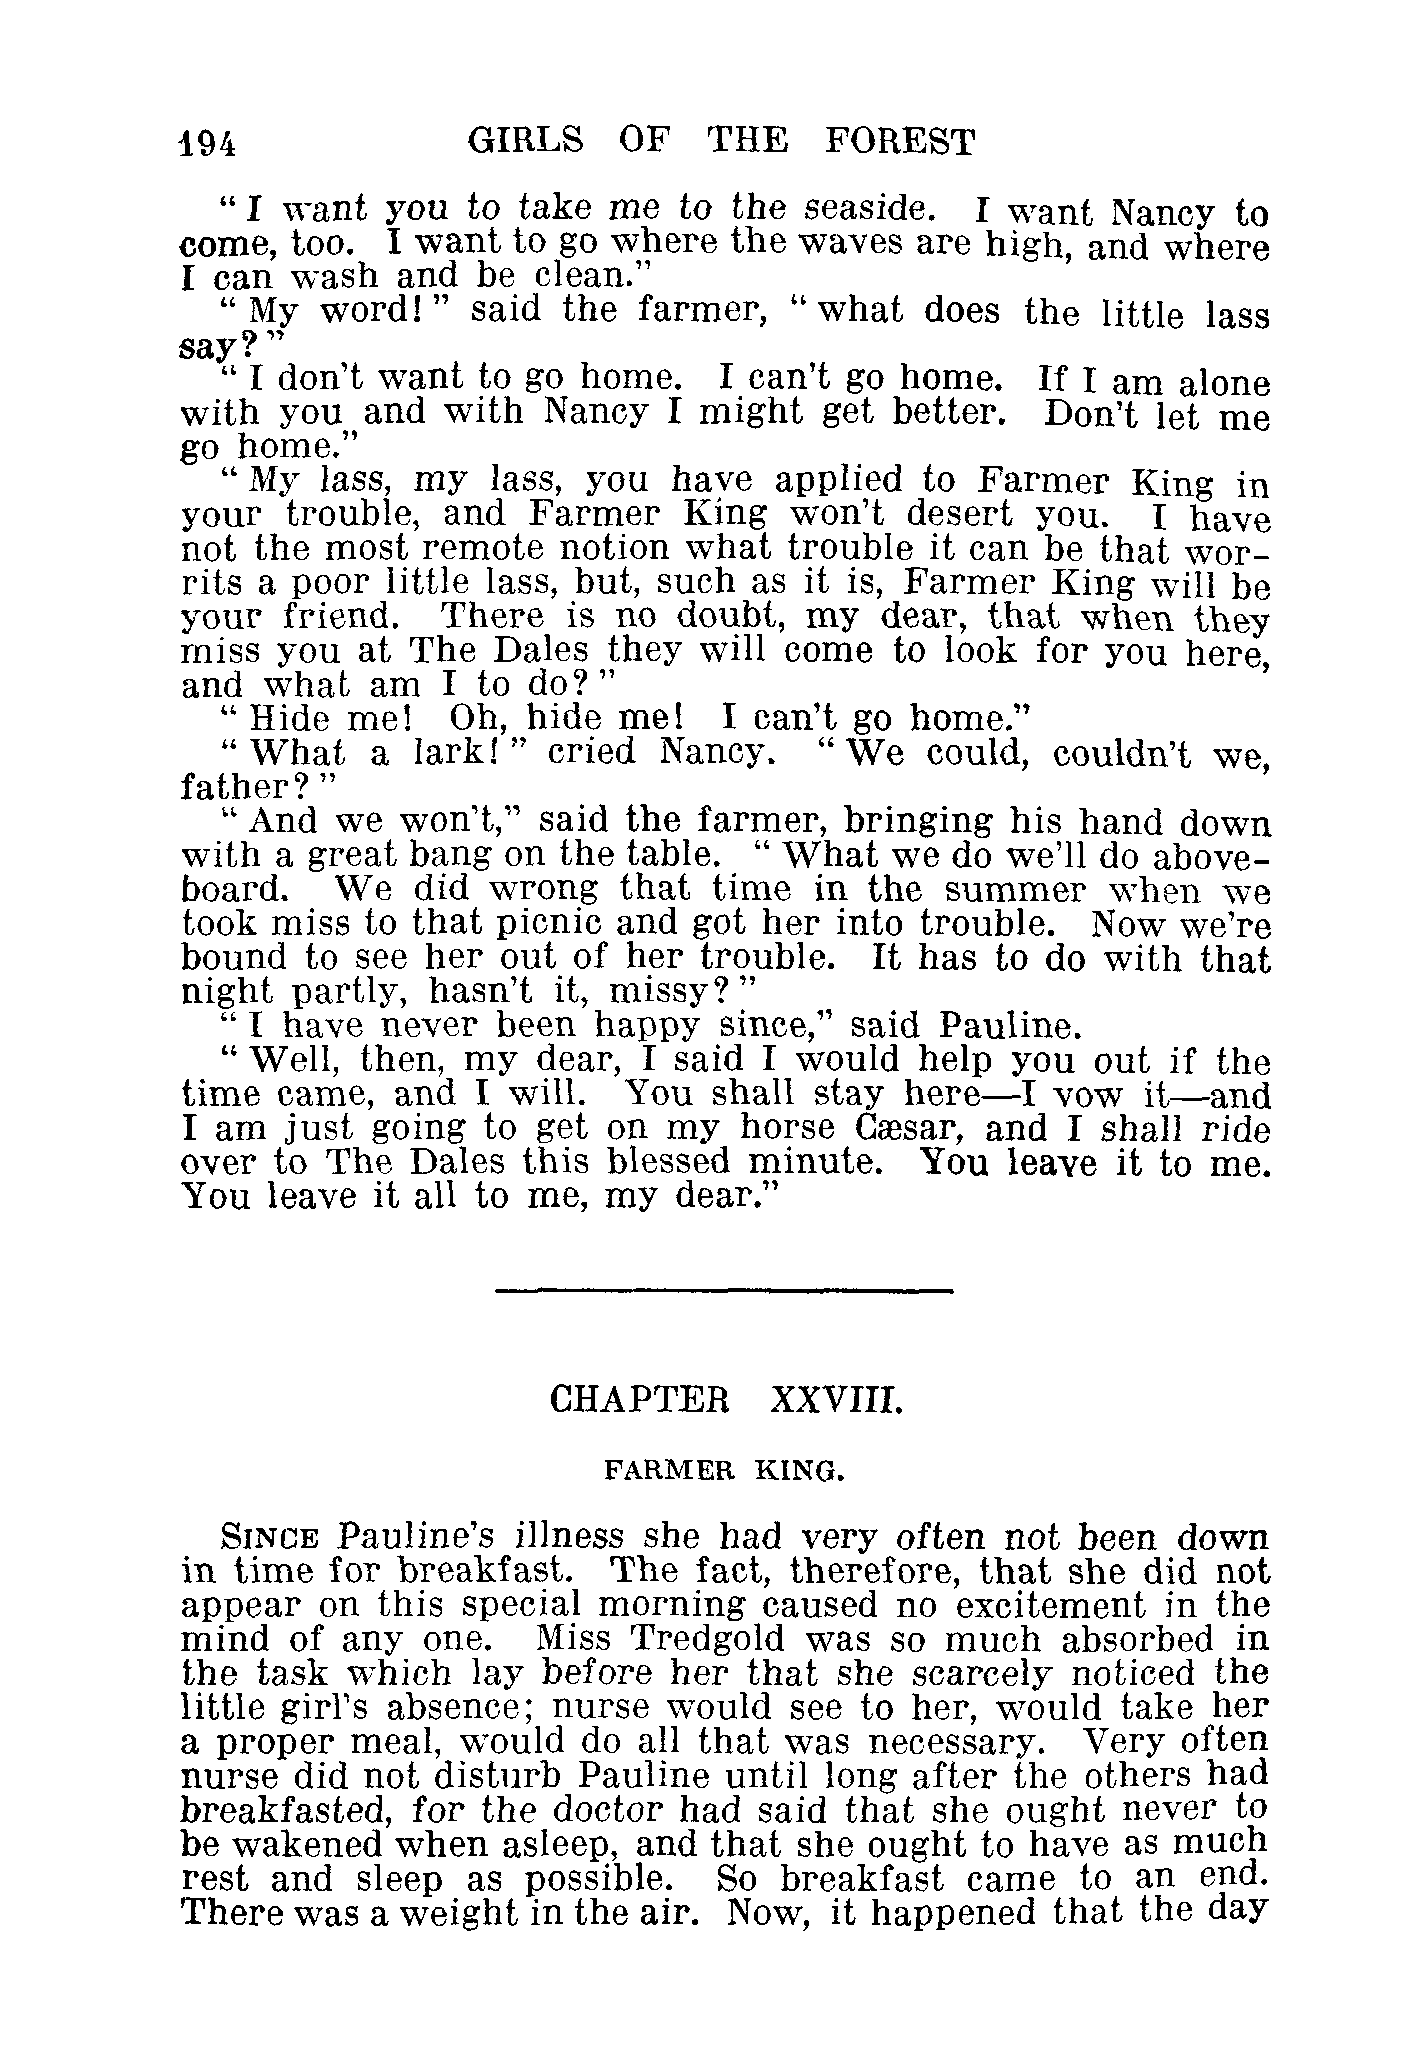 194 GIRLS OF THE FOREST
“ I want you to take me to the seaside. I want Nancy to
come, too. I want to go where the waves are high, and where
I can wash and be clean.”
“ My word! ” said the farmer, “ what does the little lass
say? ”
“ I don’t want to go home. I can’t go home. If I am alone
with you and with Nancy I might get better. Don’t let me
go home.”
“ My lass, my lass, you have applied to Farmer King in
your trouble, and Farmer King won’t desert you. I have
not the most remote notion what trouble it can be that wor-
rits a poor little lass, but, such as it is, Farmer King will be
your friend. There is no doubt, my dear, that when they
miss you at The Dales they will come to look for you here,
and what am I to do? ”
“ Hide me! Oh, hide me! I can’t go home.”
“ What a lark! ” cried Nancy. “ We could, couldn’t we,
father? ”
“ And we won’t,” said the farmer, bringing his hand down
with a great bang on the table. “ What we do we’ll do above-
board. We did wrong that time in the summer when we
took miss to that picnic and got her into trouble. Now we’re
bound to see her out of her trouble. It has to do with that
night partly, hasn’t it, missy? ”
“ I have never been happy since,” said Pauline.
“ Well, then, my dear, I said I would help you out if the
time came, and I will. You shall stay here—I vow it—and
I am just going to get on my horse Cæsar, and I shall ride
over to The Dales this blessed minute. You leave it to me.
You leave it all to me, my dear.”
CHAPTER XXVIII.
FARMER KING.
SINCE Pauline’s illness she had very often not been down
in time for breakfast. The fact, therefore, that she did not
appear on this special morning caused no excitement in the
mind of any one. Miss Tredgold was so much absorbed in
the task which lay before her that she scarcely noticed the
little girl’s absence; nurse would see to her, would take her
a proper meal, would do all that was necessary. Very often
nurse did not disturb Pauline until long after the others had
breakfasted, for the doctor had said that she ought never to
be wakened when asleep, and that she ought to have as much
rest and sleep as possible. So breakfast came to an end.
There was a weight in the air. Now, it happened that the day